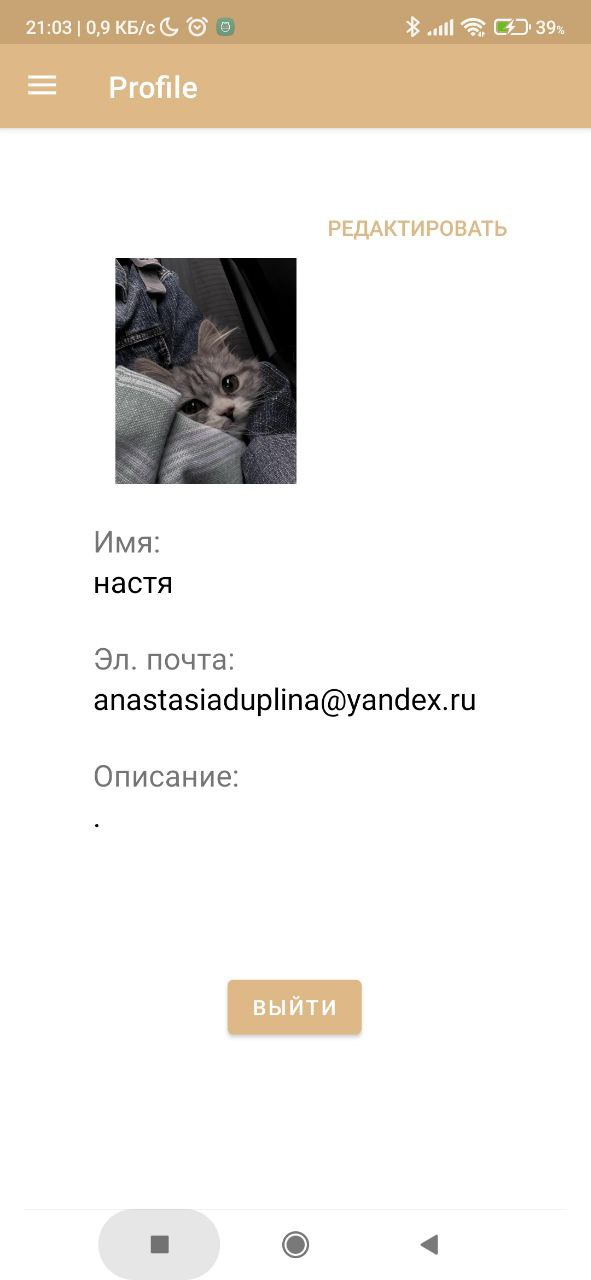 21:03 | 0,9 КБ/с 39%
Profile
РЕДАКТИРОВАТЬ
Имя:
настя
Эл. почта:
anastasiaduplina@yandex.ru
Описание:
.
ВЫЙТИ